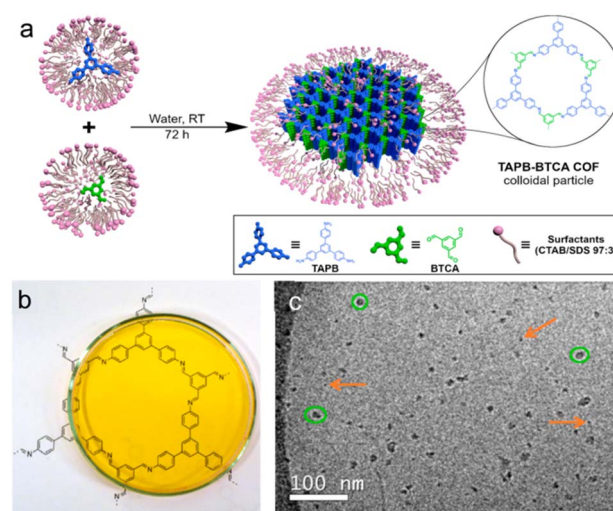 a
+
Water, RT
72 h
TAPB-BTCA COF
colloidal particle
≡
TAPB
≡
BTCA
≡
Surfactants
(CTAB/SDS 97:3)
b
c
100 nm